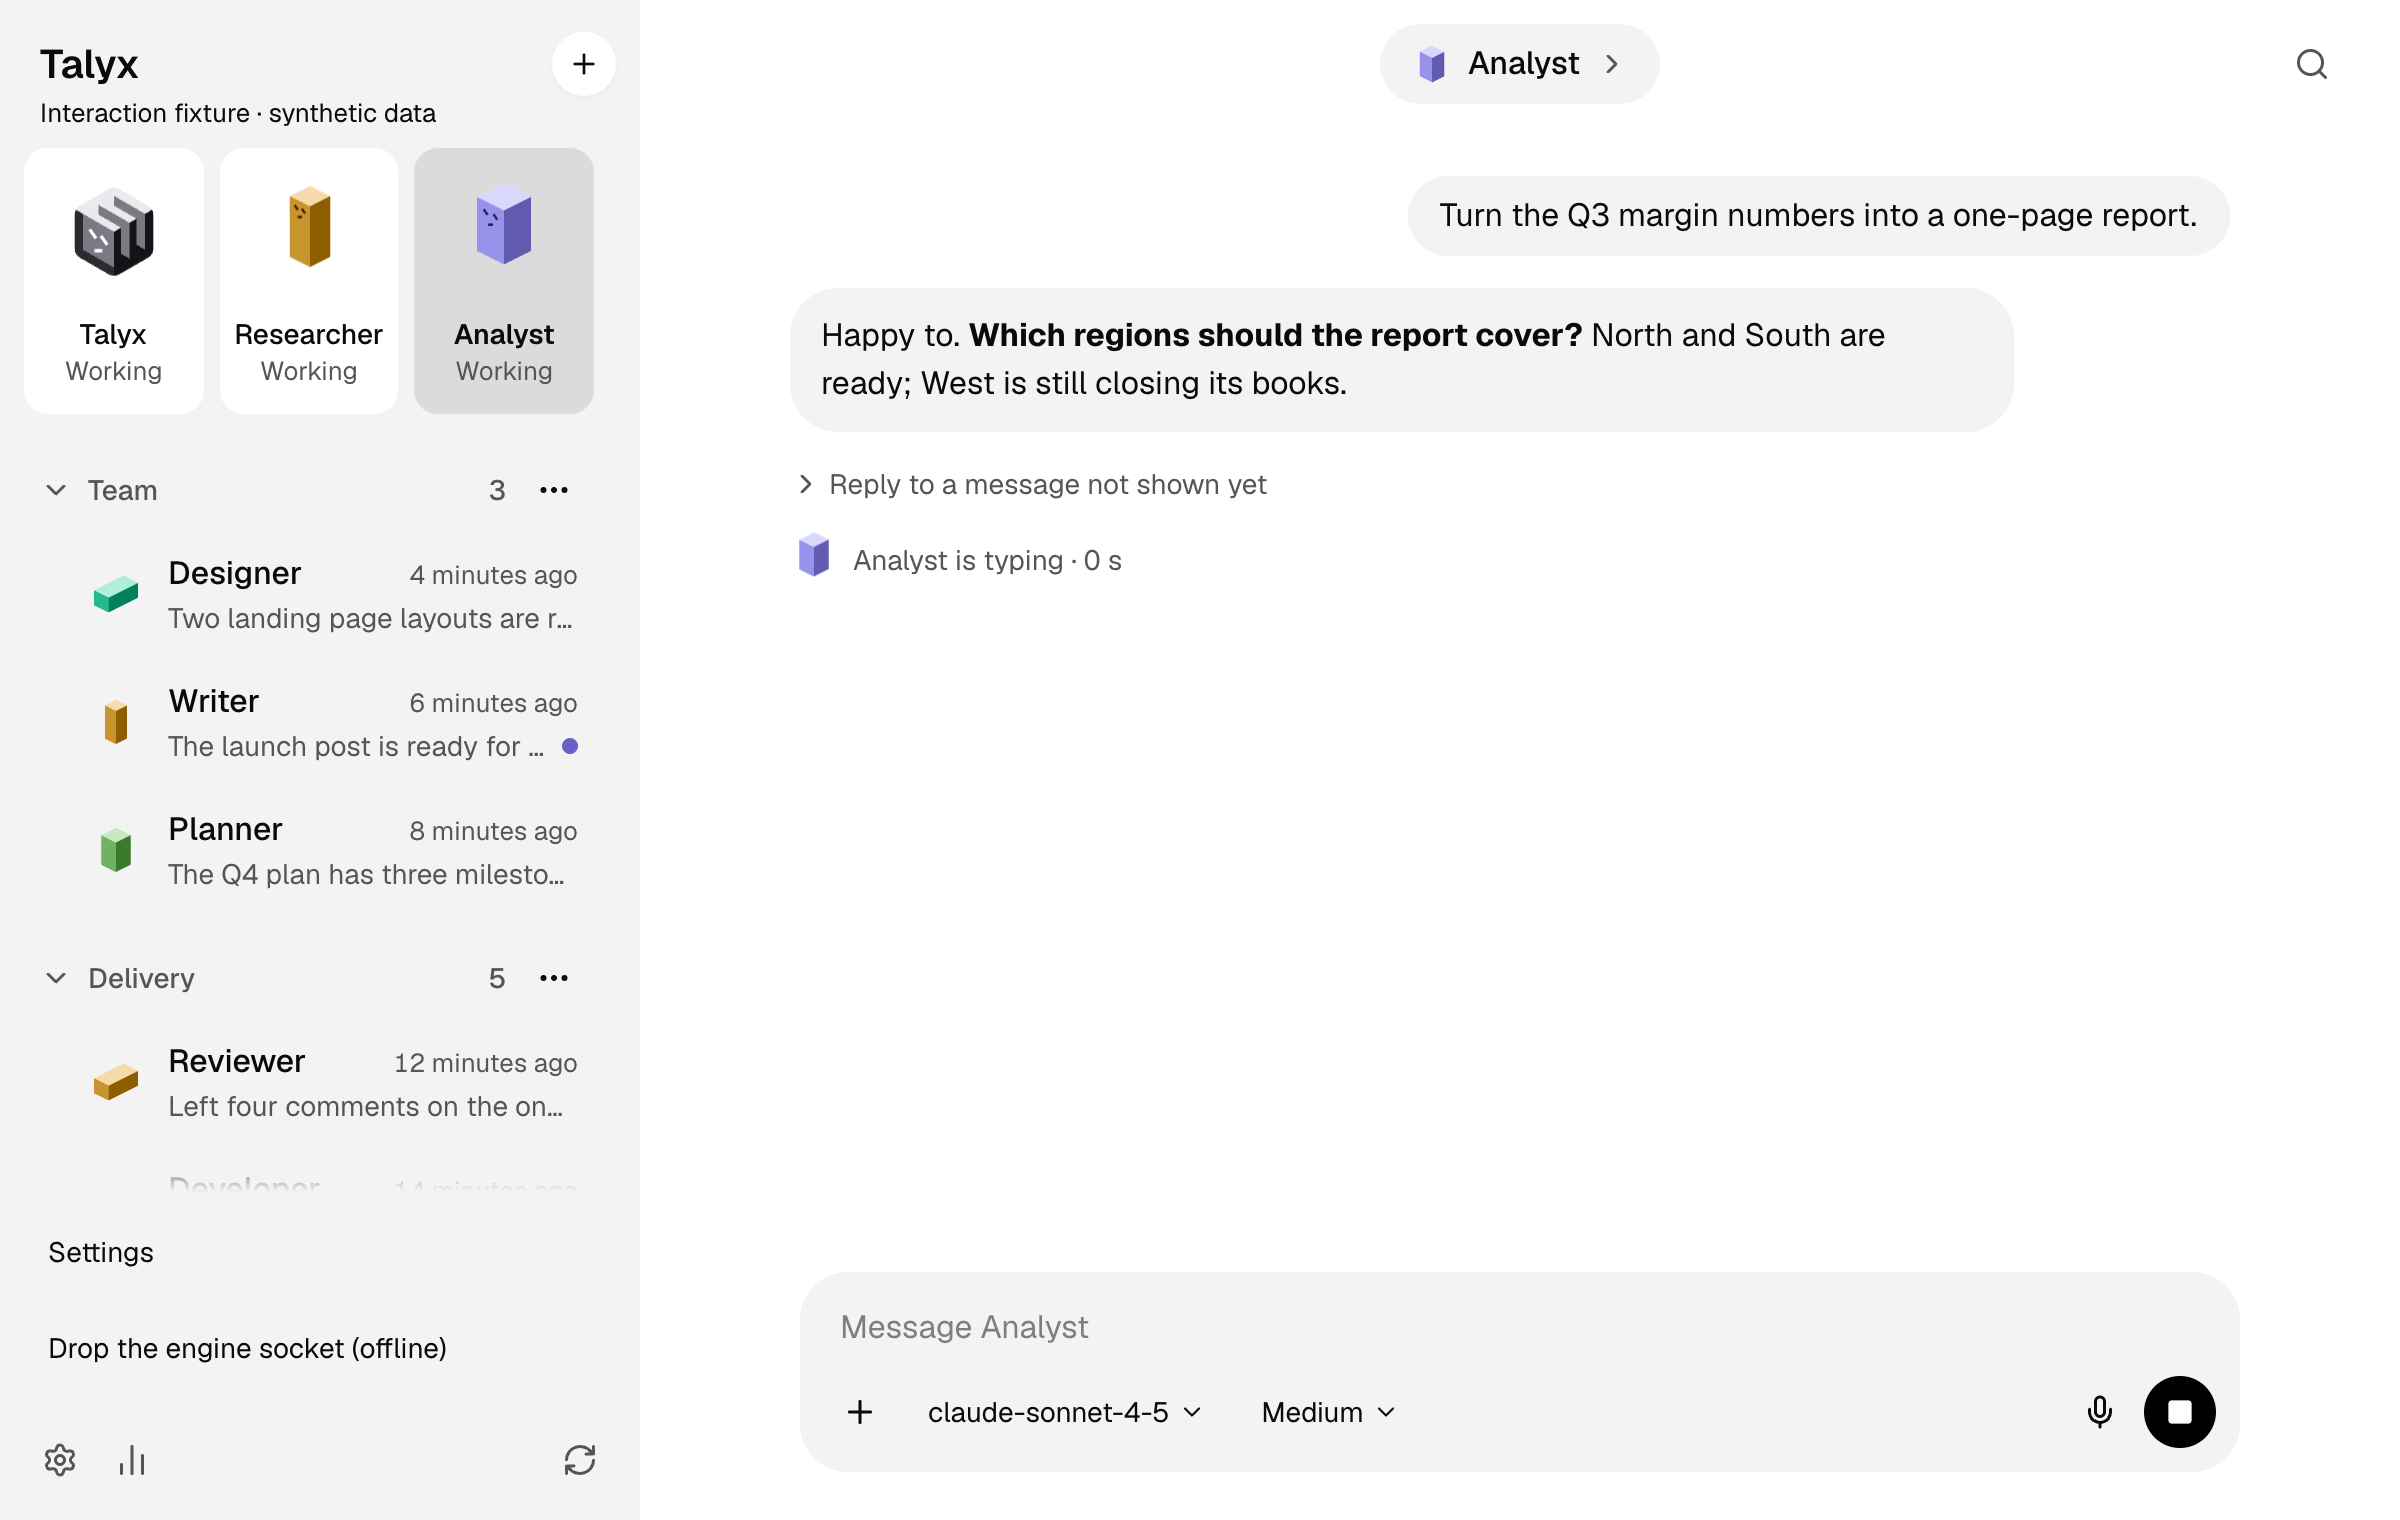 Talyx
Interaction fixture · synthetic data
Talyx
Working
Researcher
Working
Analyst
Working
Team 3
Designer 4 minutes ago
Two landing page layouts are r...
Writer 6 minutes ago
The launch post is ready for ...
Planner 8 minutes ago
The Q4 plan has three milesto...
Delivery 5
Reviewer 12 minutes ago
Left four comments on the on...
Developer 14 minutes ago
Settings
Drop the engine socket (offline)
Analyst
Turn the Q3 margin numbers into a one-page report.
Happy to. Which regions should the report cover? North and South are
ready; West is still closing its books.
Reply to a message not shown yet
Analyst is typing · 0 s
Message Analyst
claude-sonnet-4-5 Medium